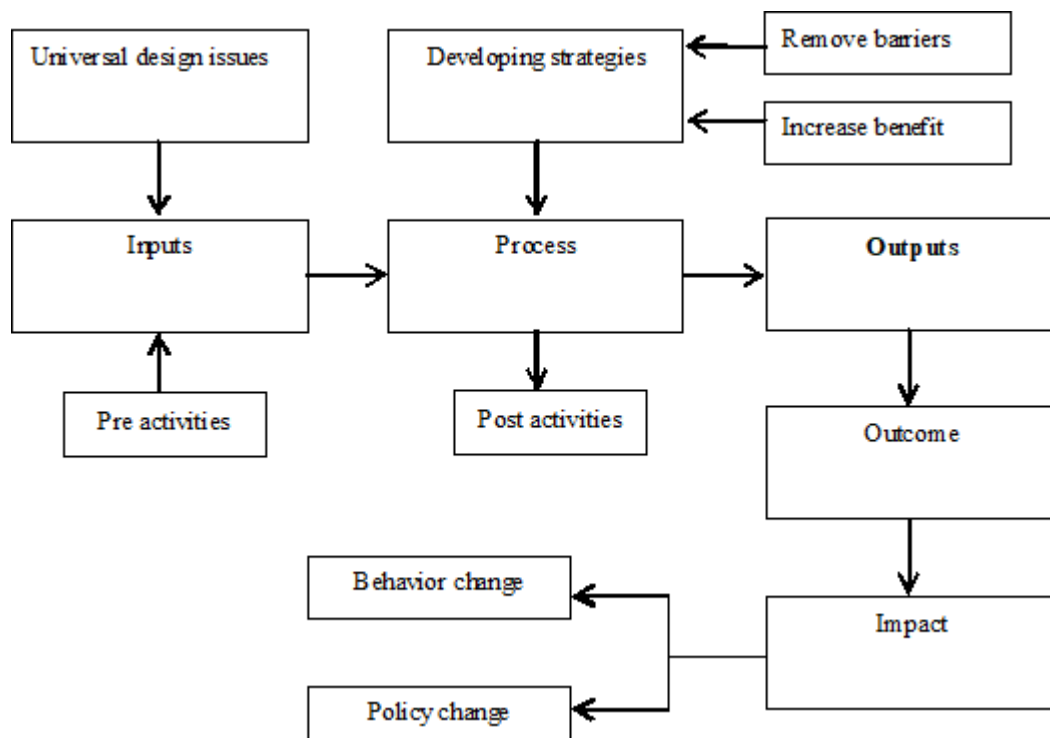 Universal design issues
Developing strategies
Remove barriers
Increase benefit
Inputs
Process
Outputs
Pre activities
Post activities
Outcome
Behavior change
Impact
Policy change